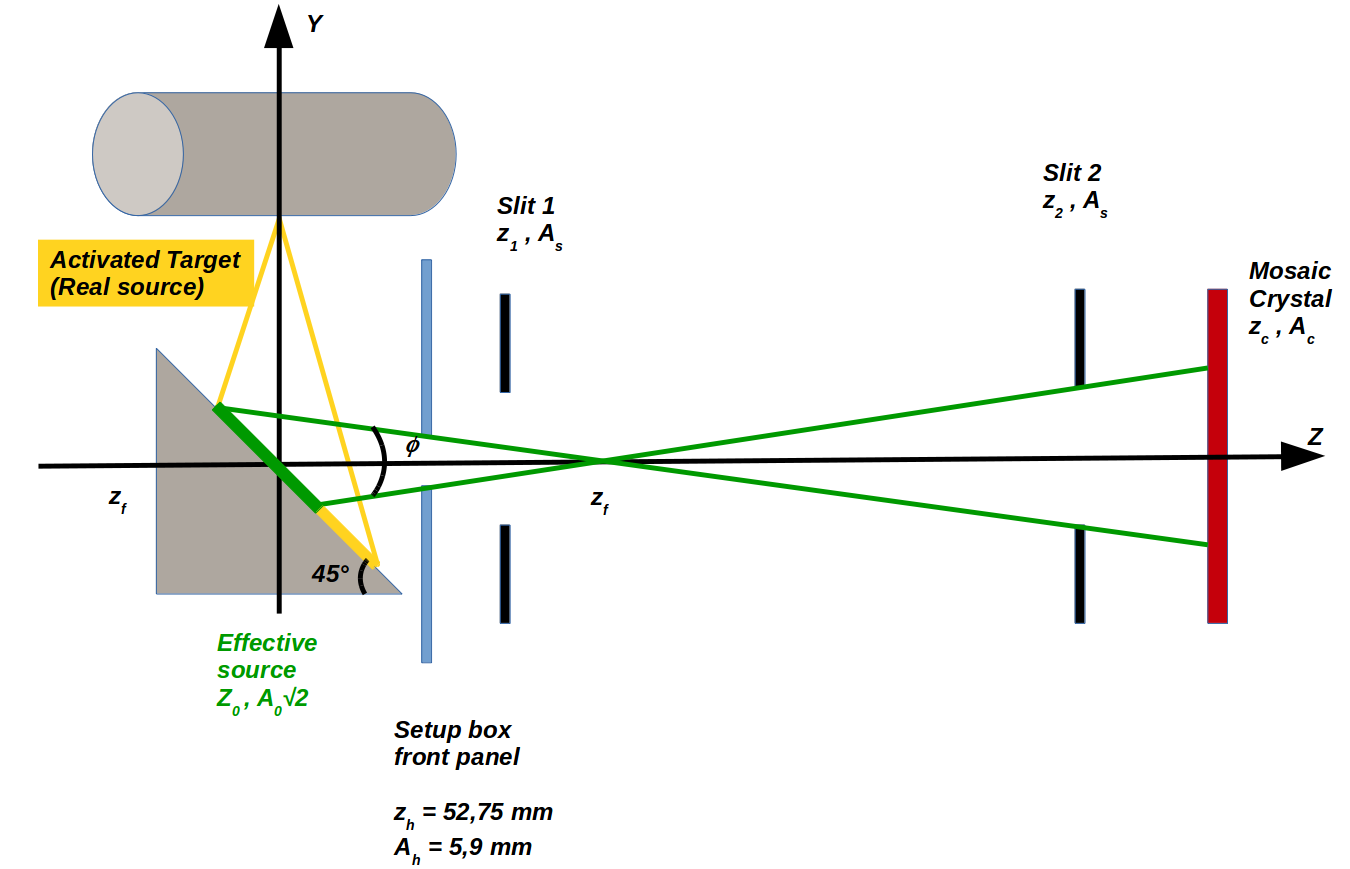 Y
Slit 1
z1 , As
Slit 2
z2 , As
Activated Target
(Real source)
Mosaic
Crystal
zc , Ac
ϕ
Z
zf
zf
45°
Effective
source
Z0 , A0√2
Setup box
front panel
zh = 52,75 mm
Ah = 5,9 mm